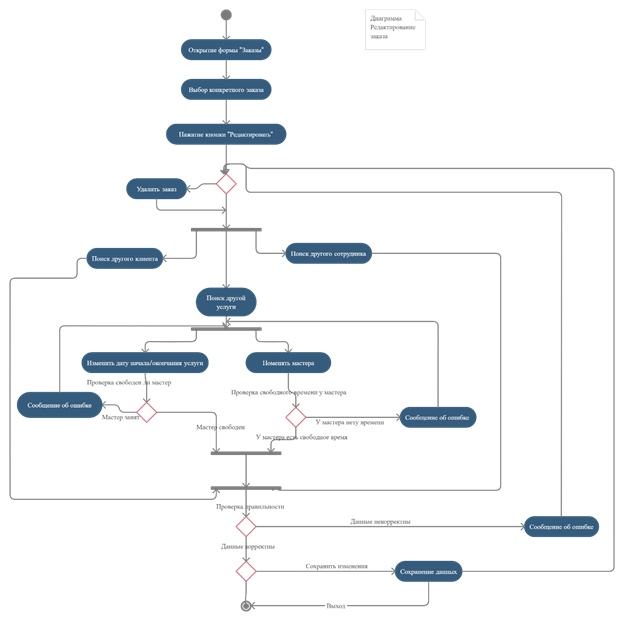 Диаграмма
Редактирование
заказа
Открытие формы "Заказы"
Выбор конкретного заказа
Нажатие кнопки "Редактировать"
Удалить заказ
Поиск другого клиента
Поиск другого сотрудника
Поиск другой
услуги
Изменить дату начала/окончания услуги
Поменять мастера
Проверка свободен ли мастер
Проверка свободного времени у мастера
Сообщение об ошибке
Мастер занят
Мастер свободен
У мастера нету времени
Сообщение об ошибке
У мастера есть свободное время
Проверка правильности
Данные некорректны
Сообщение об ошибке
Данные корректны
Сохранить изменения
Сохранение данных
Выход